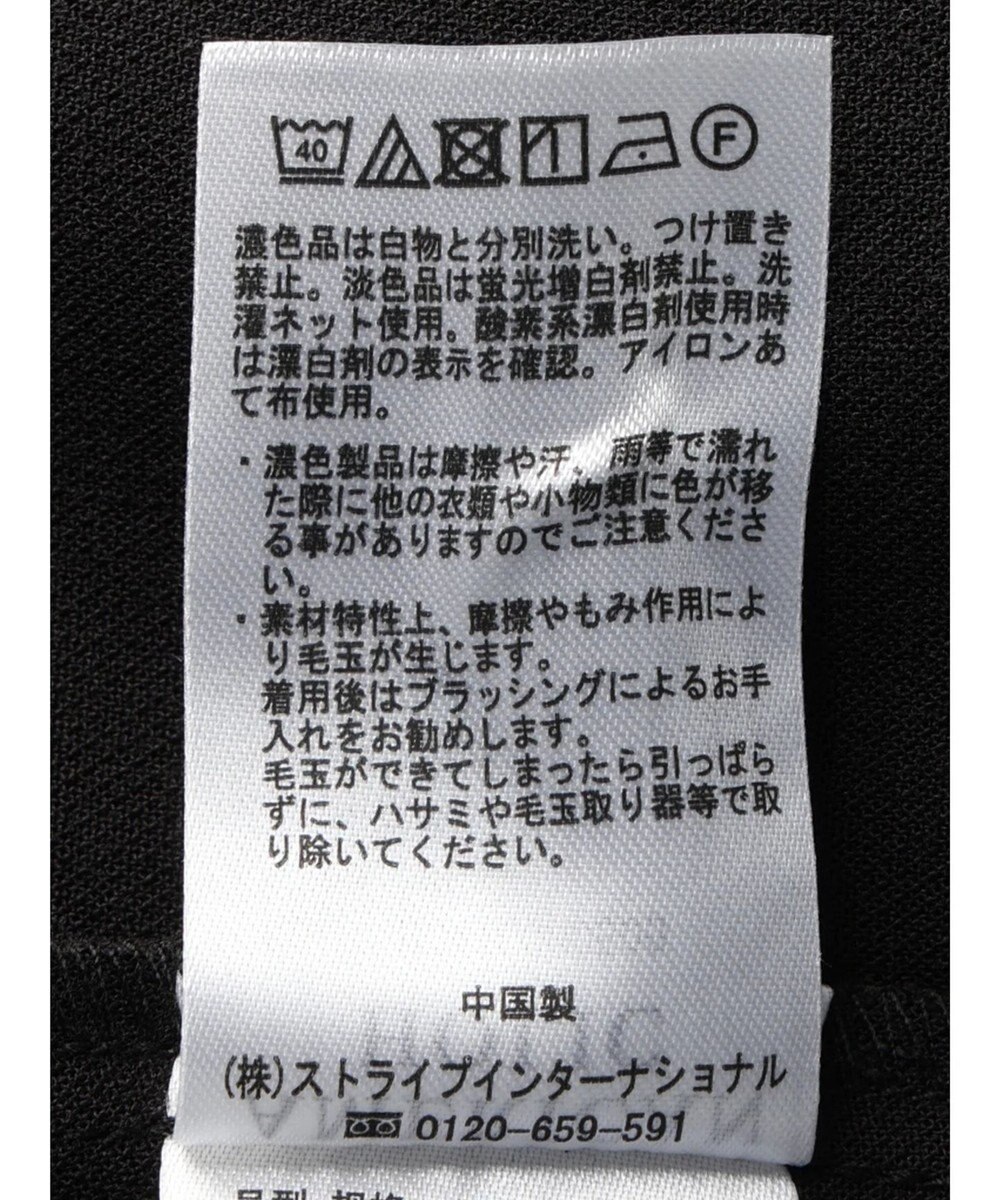 40 F
濃色品は白物と分別洗い。つけ置き
禁止。淡色品は蛍光増白剤禁止。洗
濯ネット使用。酸素系漂白剤使用時
は漂白剤の表示を確認。アイロンあ
て布使用。
・濃色製品は摩擦や汗、雨等で濡れ
た際に他の衣類や小物類に色が移
る事がありますのでご注意くださ
い。
・素材特性上、摩擦やもみ作用によ
り毛玉が生じます。
着用後はブラッシングによるお手
入れをお勧めします。
毛玉ができてしまったら引っぱら
ずに、ハサミや毛玉取り器等で取
り除いてください。
中国製
(株)ストライプインターナショナル
0120-659-591